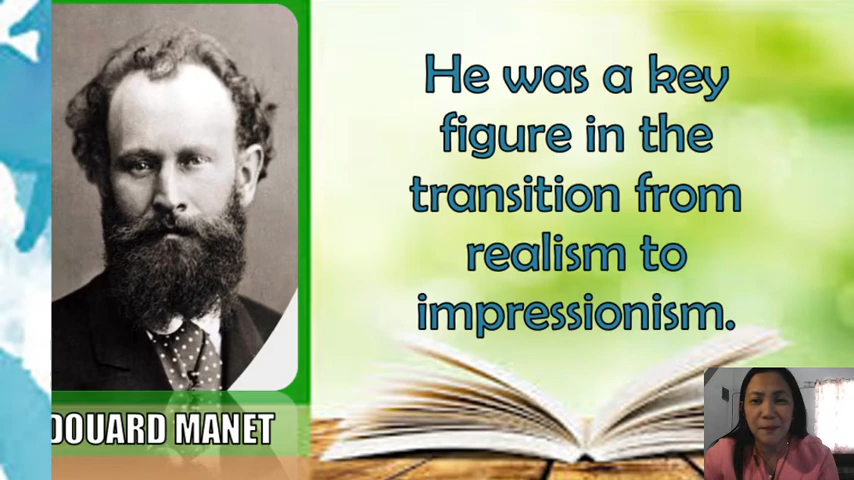 He was a key
figure in the
transition from
realism to
impressionism.
DOUARD MANET